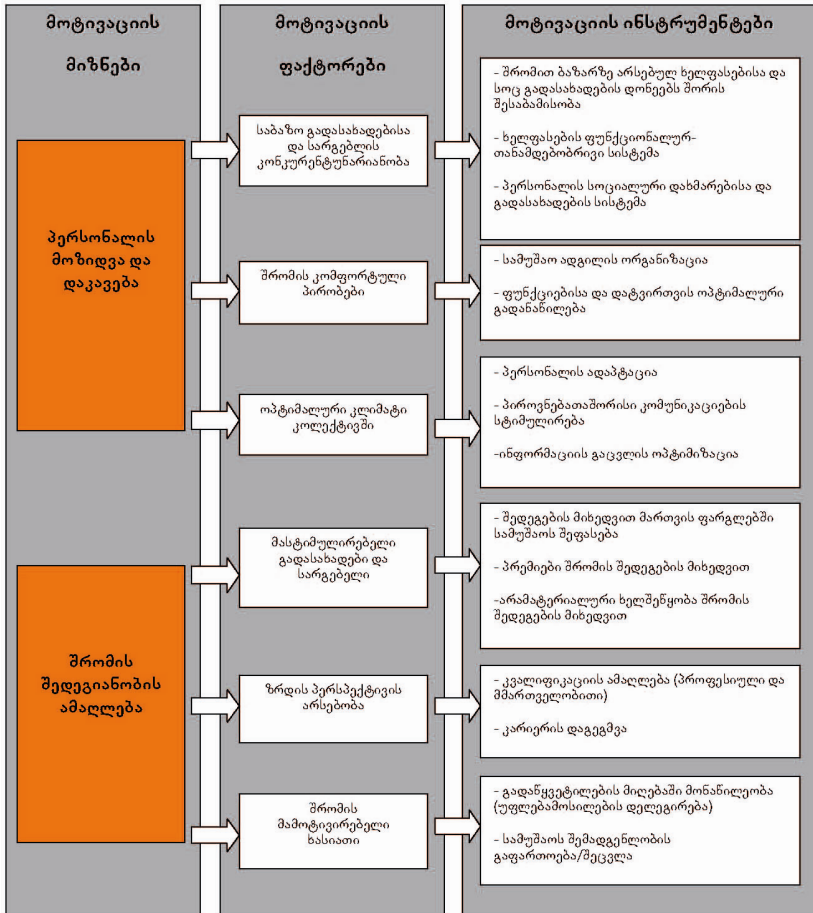 მოტივაციის
მიზნები
მოტივაციის
ფაქტორები
მოტივაციის ინსტრუმენტები
პერსონალის
მოზიდვა და
დაკავება
საბაზო გადასახადებისა
და სარგებლის
კონკურენტუნარიანობა
- შრომით ბაზარზე არსებულ ხელფასებისა და
სოც გადასახადების დონეებს შორის
შესაბამისობა
- ხელფასების ფუნქციონალურ-
თანამდებობრივი სისტემა
- პერსონალის სოციალური დახმარებისა და
გადასახადების სისტემა
შრომის კომფორტული
პირობები
- სამუშაო ადგილის ორგანიზაცია
- ფუნქციებისა და დატვირთვის ოპტიმალური
გადანაწილება
ოპტიმალური კლიმატი
კოლექტივში
- პერსონალის ადაპტაცია
- პიროვნებათაშორისი კომუნიკაციების
სტიმულირება
-ინფორმაციის გაცვლის ოპტიმიზაცია
შრომის
შედეგიანობის
ამაღლება
მასტიმულირებელი
გადასახადები და
სარგებელი
- შედეგების მიხედვით მართვის ფარგლებში
სამუშაოს შეფასება
- პრემიები შრომის შედეგების მიხედვით
-არამატერიალური ხელშეწყობა შრომის
შედეგების მიხედვით
ზრდის პერსპექტივის
არსებობა
- კვალიფიკაციის ამაღლება (პროფესიული და
მმართველობითი)
- კარიერის დაგეგმვა
შრომის
მამოტივირებელი
ხასიათი
- გადაწყვეტილების მიღებაში მონაწილეობა
(უფლებამოსილების დელეგირება)
- სამუშაოს შემადგენლობის
გაფართოება/შეცვლა